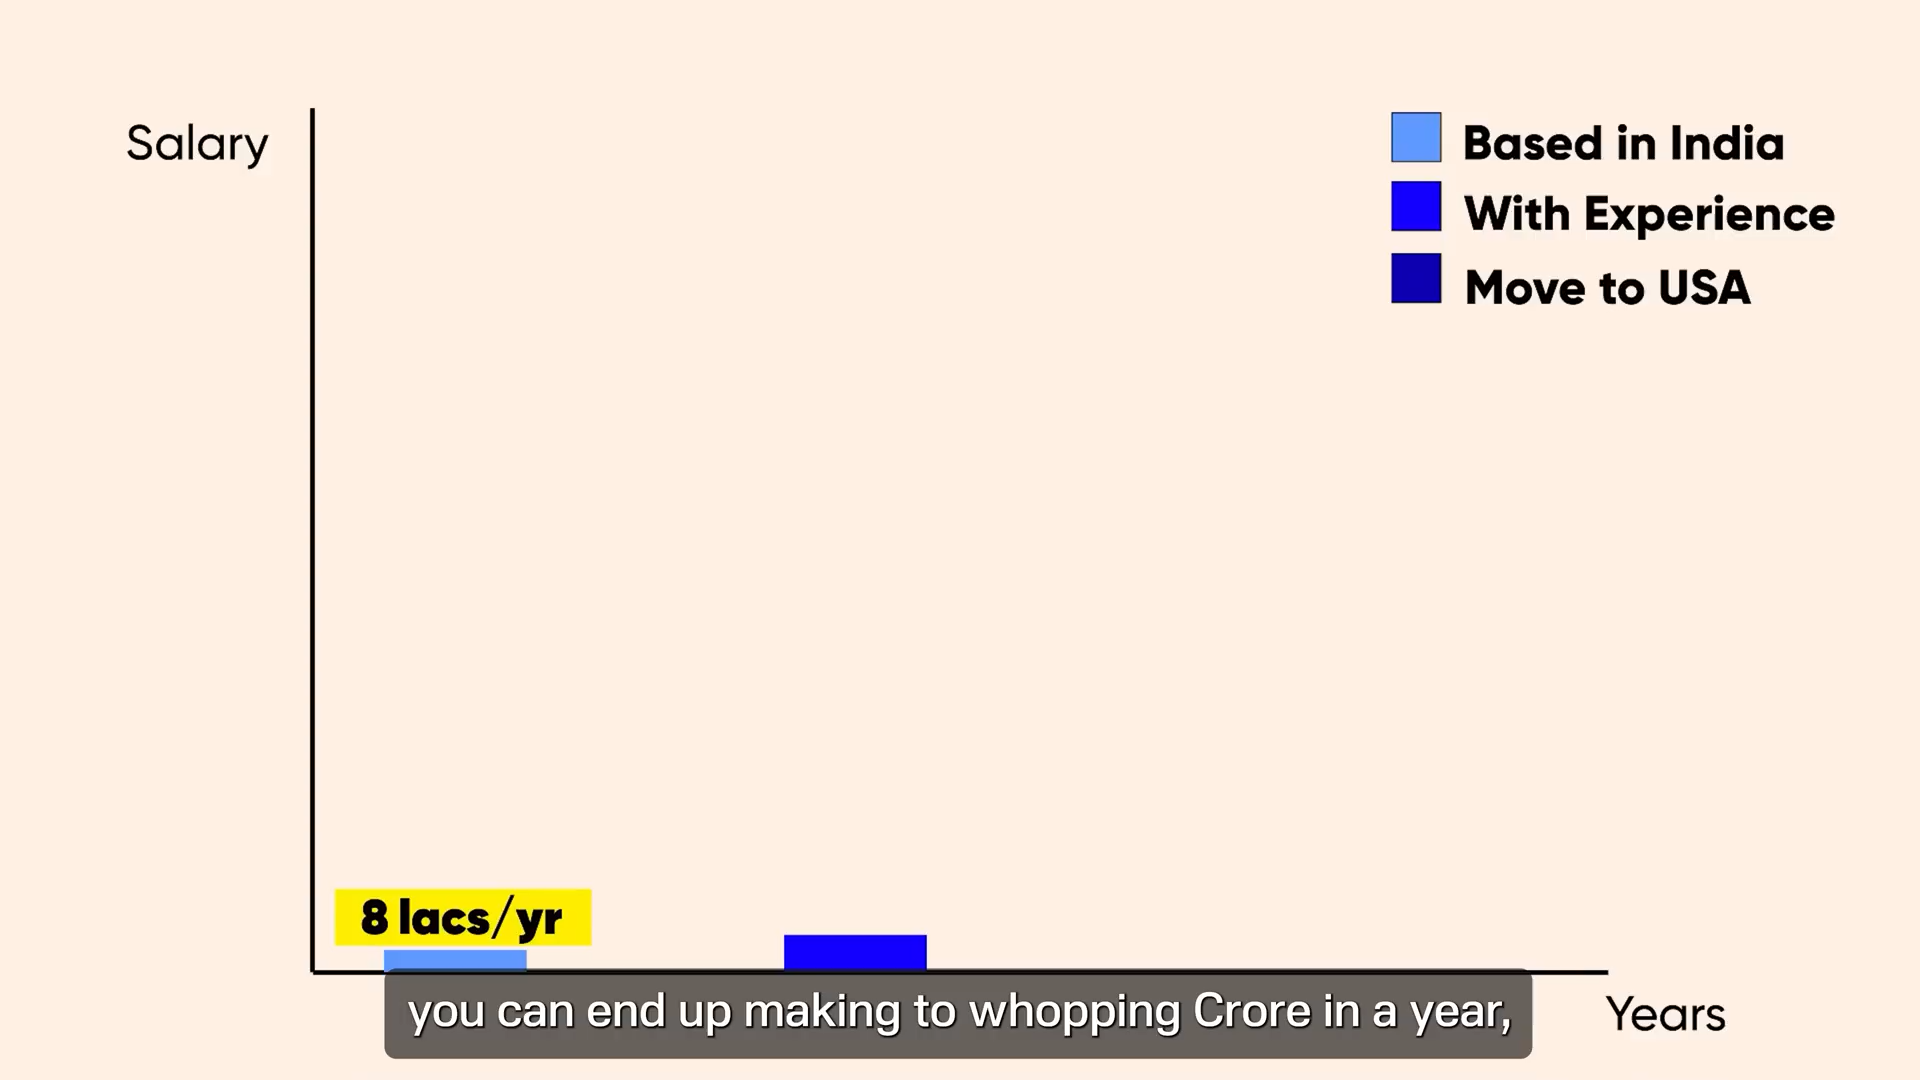 Salary
Based in India
With Experience
Move to USA
8 lacs/yr
you can end up making to whopping Crore in a year,
Years